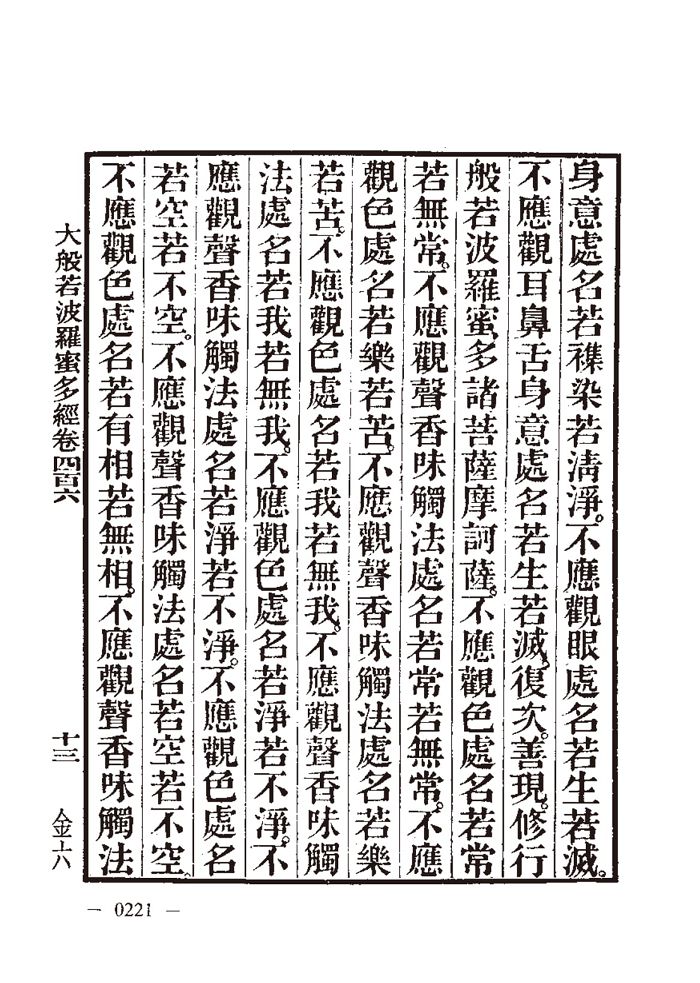 身意處名若襍染若淸淨。不應觀眼處名若生若滅。
不應觀耳鼻舌身意處名若生若滅。復次。善現。修行
般若波羅蜜多諸菩薩摩訶薩。不應觀色處名若常
若無常。不應觀聲香味觸法處名若常若無常。不應
觀色處名若樂若苦。不應觀聲香味觸法處名若樂
若苦。不應觀色處名若我若無我。不應觀聲香味觸
法處名若我若無我。不應觀色處名若淨若不淨。不
應觀聲香味觸法處名若淨若不淨。不應觀色處名
若空若不空。不應觀聲香味觸法處名若空若不空。
不應觀色處名若有相若無相。不應觀聲香味觸法
大般若波羅蜜多經卷四百六 十三
— 0221 —